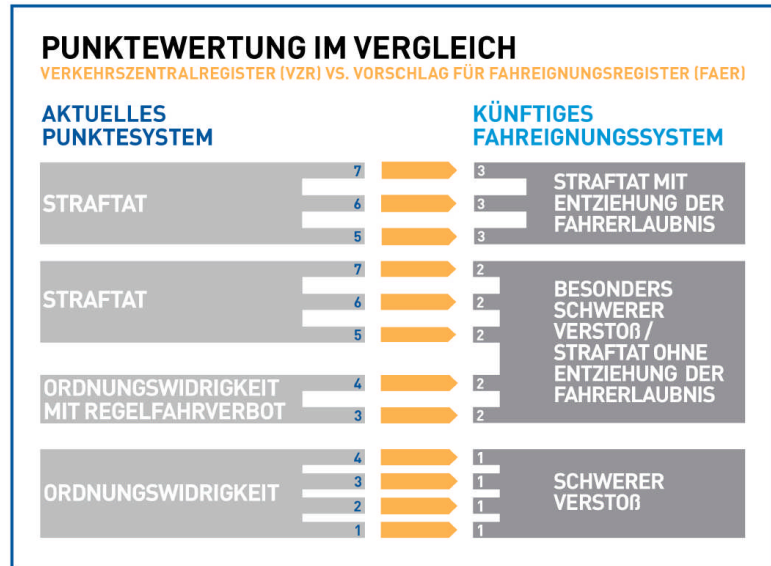 PUNKTEWERTUNG IM VERGLEICH
VERKEHRSZENTRALREGISTER (VZR) VS. VORSCHLAG FÜR FAHREIGNUNGSREGISTER (FAER)
AKTUELLES
PUNKTESYSTEM
KÜNFTIGES
FAHREIGNUNGSSYSTEM
STRAFTAT
7 3
6 3
5 3
STRAFTAT MIT
ENTZIEHUNG DER
FAHRERLAUBNIS
STRAFTAT
7 2
6 2
5 2
ORDNUNGSWIDRIGKEIT
MIT REGELFAHRVERBOT
4 2
3 2
BESONDERS
SCHWERER
VERSTOß /
STRAFTAT OHNE
ENTZIEHUNG DER
FAHRERLAUBNIS
ORDNUNGSWIDRIGKEIT
4 1
3 1
2 1
1 1
SCHWERER
VERSTOß